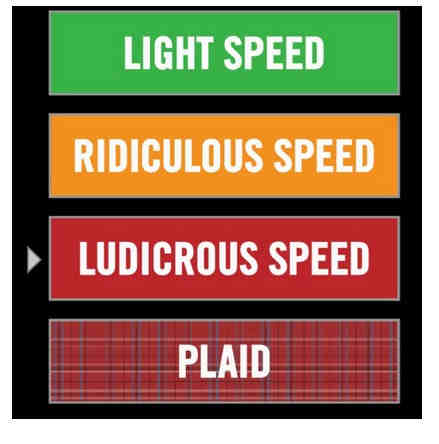 LIGHT SPEED
RIDICULOUS SPEED
LUDICROUS SPEED
PLAID